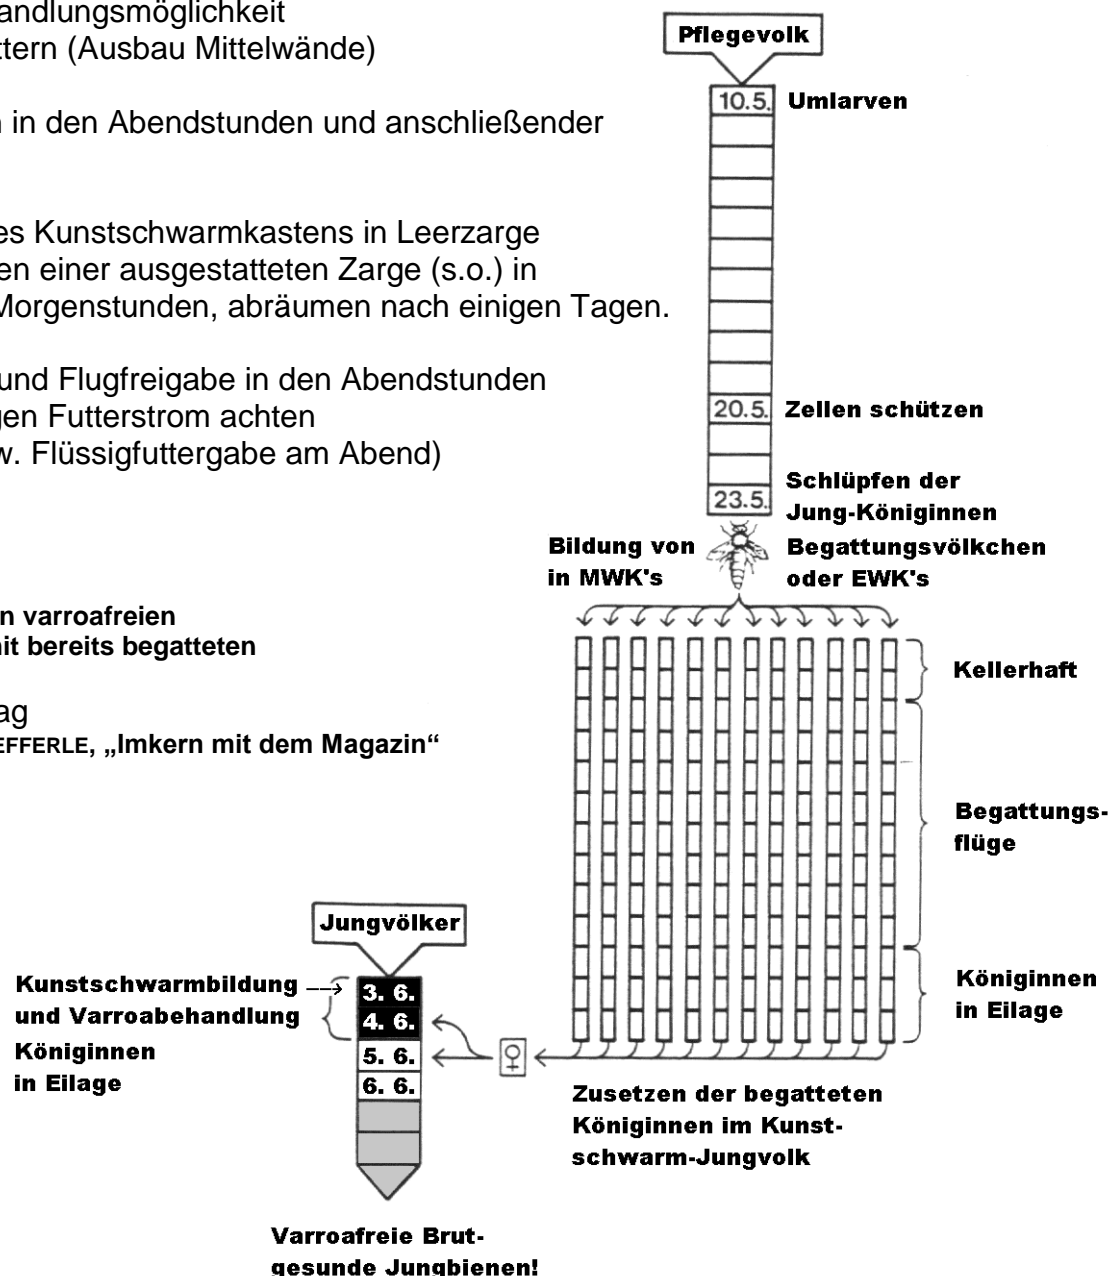 andlungsmöglichkeit
ttern (Ausbau Mittelwände)
n in den Abendstunden und anschließender
es Kunstschwarmkastens in Leerzarge
en einer ausgestatteten Zarge (s.o.) in
Morgenstunden, abräumen nach einigen Tagen.
und Flugfreigabe in den Abendstunden
gen Futterstrom achten
w. Flüssigfuttergabe am Abend)
n varroafreien
nit bereits begatteten
ag
EFFERLE, „Imkern mit dem Magazin“
Pflegevolk
10.5. Umlarven
20.5. Zellen schützen
23.5. Schlüpfen der
Jung-Königinnen
Bildung von Begattungsvölkchen
in MWK's oder EWK's
Kellerhaft
Begattungs-
flüge
Königinnen
in Eilage
Jungvölker
Kunstschwarmbildung 3. 6.
und Varroabehandlung 4. 6.
Königinnen 5. 6.
in Eilage 6. 6.
♀
Zusetzen der begatteten
Königinnen im Kunst-
schwarm-Jungvolk
Varroafreie Brut-
gesunde Jungbienen!